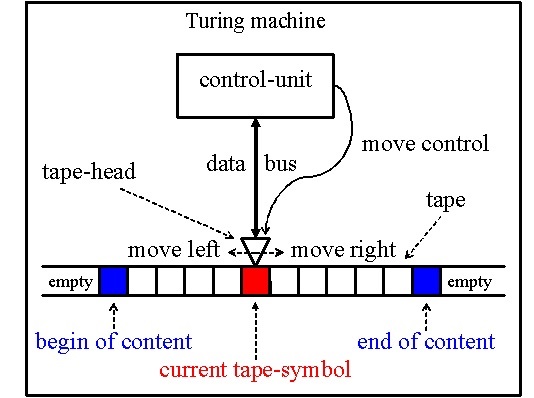 Turing machine
control-unit
data bus
move control
tape-head
tape
move left move right
empty empty
begin of content end of content
current tape-symbol